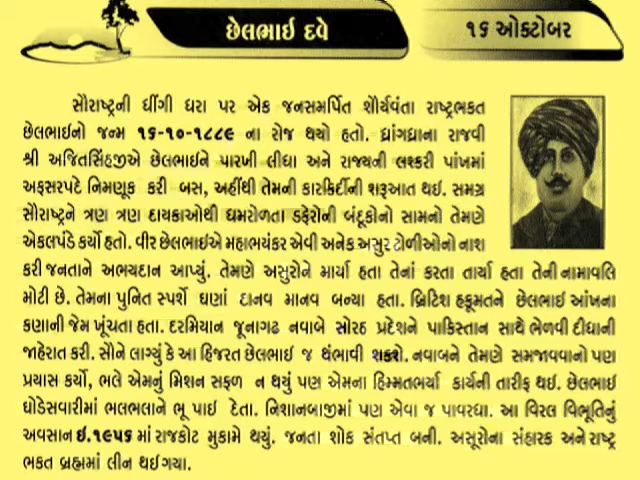 છેલભાઈ દવે
૧૬ ઓક્ટોબર
સૌરાષ્ટ્રની ધીંગી ધરા પર એક જનસમર્પિત શૌર્યવંતા રાષ્ટ્રભકત
છેલભાઈનો જન્મ ૧૬-૧૦-૧૮૮૯ ના રોજ થયો હતો. ધ્રાંગધ્રાના રાજવી
શ્રી અજિતસિંહજીએ છેલભાઈને પારખી લીધા અને રાજ્યની લશ્કરી પાંખમાં
અફસરપદે નિમણૂક કરી બસ, અહીંથી તેમની કારકિર્દીની શરૂઆત થઈ. સમગ્ર
સૌરાષ્ટ્રને ત્રણ ત્રણ દાયકાઓથી ધમરોળતા કફેરોની બંદૂકોનો સામનો તેમણે
એકલપંડે કર્યો હતો. વીર છેલભાઈએ મહાભયંકર એવી અનેક અસુર ટોળીઓનો નાશ
કરી જનતાને અભયદાન આપ્યું. તેમણે અસુરોને માર્યા હતા તેનાં કરતા તાર્યા હતા તેની નામાવલિ
મોટી છે. તેમના પુનિત સ્પર્શે ઘણાં દાનવ માનવ બન્યા હતા. બ્રિટિશ હકૂમતને છેલભાઈ આંખના
કણાની જેમ ખૂંચતા હતા. દરમિયાન જૂનાગઢ નવાબે સોરઠ પ્રદેશને પાકિસ્તાન સાથે ભેળવી દીધાની
જાહેરાત કરી. સૌને લાગ્યું કે આ હિજરત છેલભાઈ જ થંભાવી શકશે. નવાબને તેમણે સમજાવવાનો પણ
પ્રયાસ કર્યો, ભલે એમનું મિશન સફળ ન થયું પણ એમના હિમ્મતભર્યા કાર્યની તારીફ થઈ. છેલભાઈ
ઘોડેસવારીમાં ભલભલાને ભૂ પાઈ દેતા. નિશાનબાજીમાં પણ એવા જ પાવરધા. આ વિરલ વિભૂતિનું
અવસાન ઇ.૧૯૫૬ માં રાજકોટ મુકામે થયું. જનતા શોક સંતપ્ત બની. અસૂરોના સંહારક અને રાષ્ટ્ર
ભકત બ્રહ્મમાં લીન થઈ ગયા.